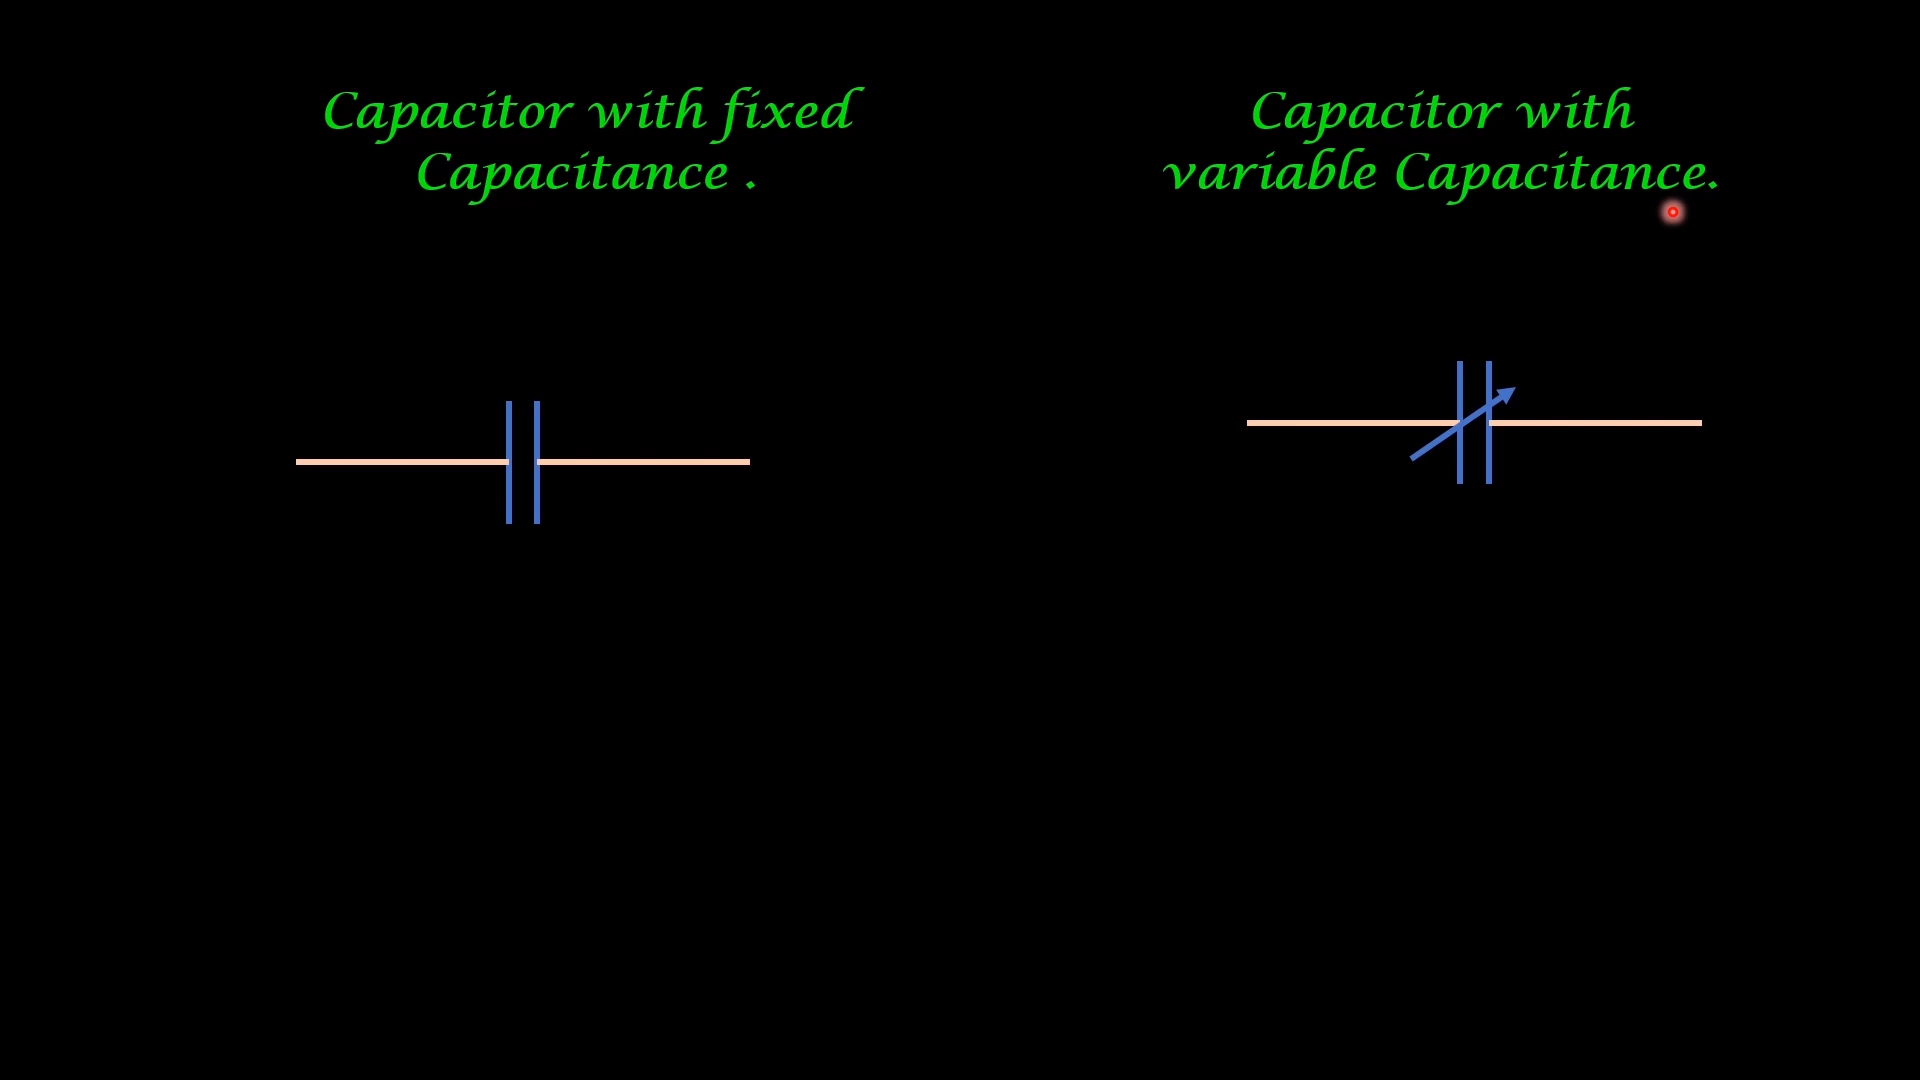 Capacitor with fixed
Capacitance .
Capacitor with
variable Capacitance.